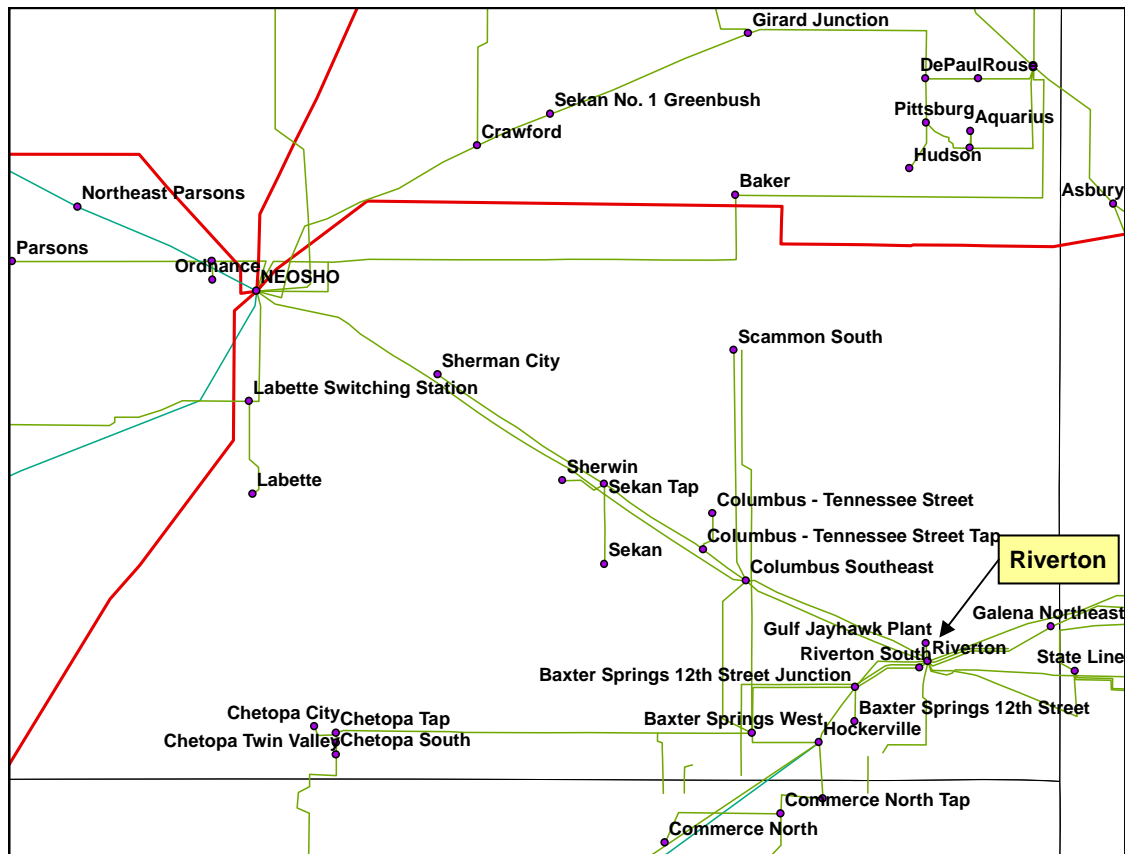 Girard Junction
DePaul
Rouse
Sekan No. 1 Greenbush
Pittsburg
Aquarius
Crawford
Hudson
Baker
Northeast Parsons
Asbury
Parsons
Ordnance
NEOSHO
Scammon South
Sherman City
Labette Switching Station
Sherwin
Labette
Sekan Tap
Columbus - Tennessee Street
Columbus - Tennessee Street Tap
Sekan
Riverton
Columbus Southeast
Galena Northeast
Gulf Jayhawk Plant
Riverton
Riverton South
State Line
Baxter Springs 12th Street Junction
Baxter Springs 12th Street
Chetopa City
Chetopa Tap
Baxter Springs West
Hockerville
Chetopa Twin Valley
Chetopa South
Commerce North Tap
Commerce North